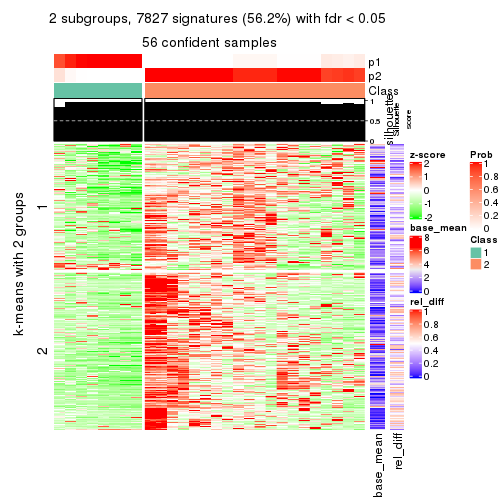 2 subgroups, 7827 signatures (56.2%) with fdr < 0.05
56 confident samples
p1
p2
Class
silhouette
Silhouette
score
1
0.5
0
k-means with 2 groups
1
2
base_mean
rel_diff
z-score
2
1
0
-1
-2
base_mean
8
6
4
2
0
rel_diff
1
0.8
0.6
0.4
0.2
0
Prob
1
0.8
0.6
0.4
0.2
0
Class
1
2